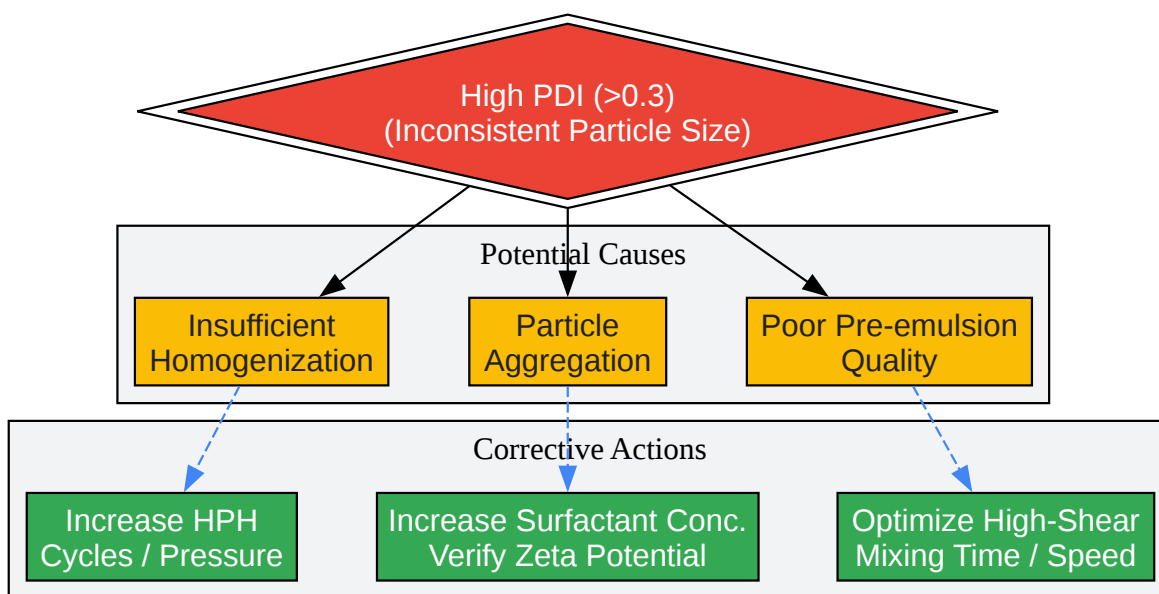 High PDI (>0.3)
(Inconsistent Particle Size)
Potential Causes
Insufficient
Homogenization
Particle
Aggregation
Poor Pre-emulsion
Quality
Corrective Actions
Increase HPH
Cycles / Pressure
Increase Surfactant Conc.
Verify Zeta Potential
Optimize High-Shear
Mixing Time / Speed